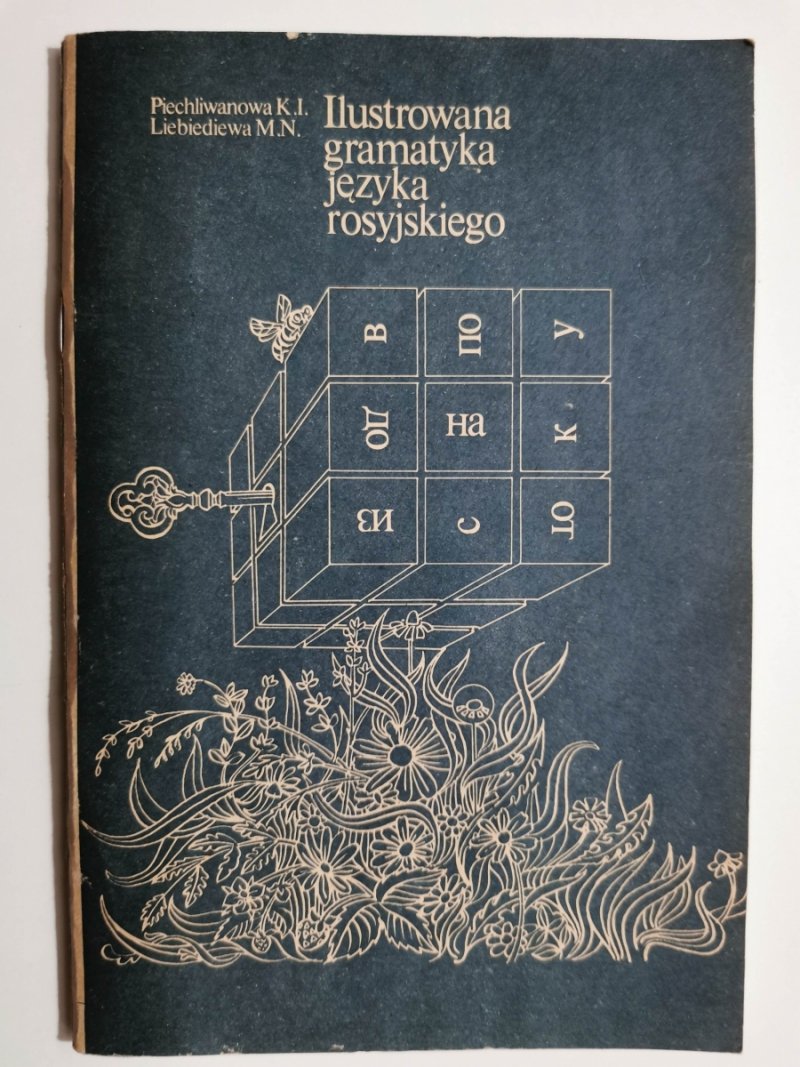 Piechliwanowa K.I.
Liebiediewa M.N.
Ilustrowana
gramatyka
języka
rosyjskiego
в по у
до на к
из с от